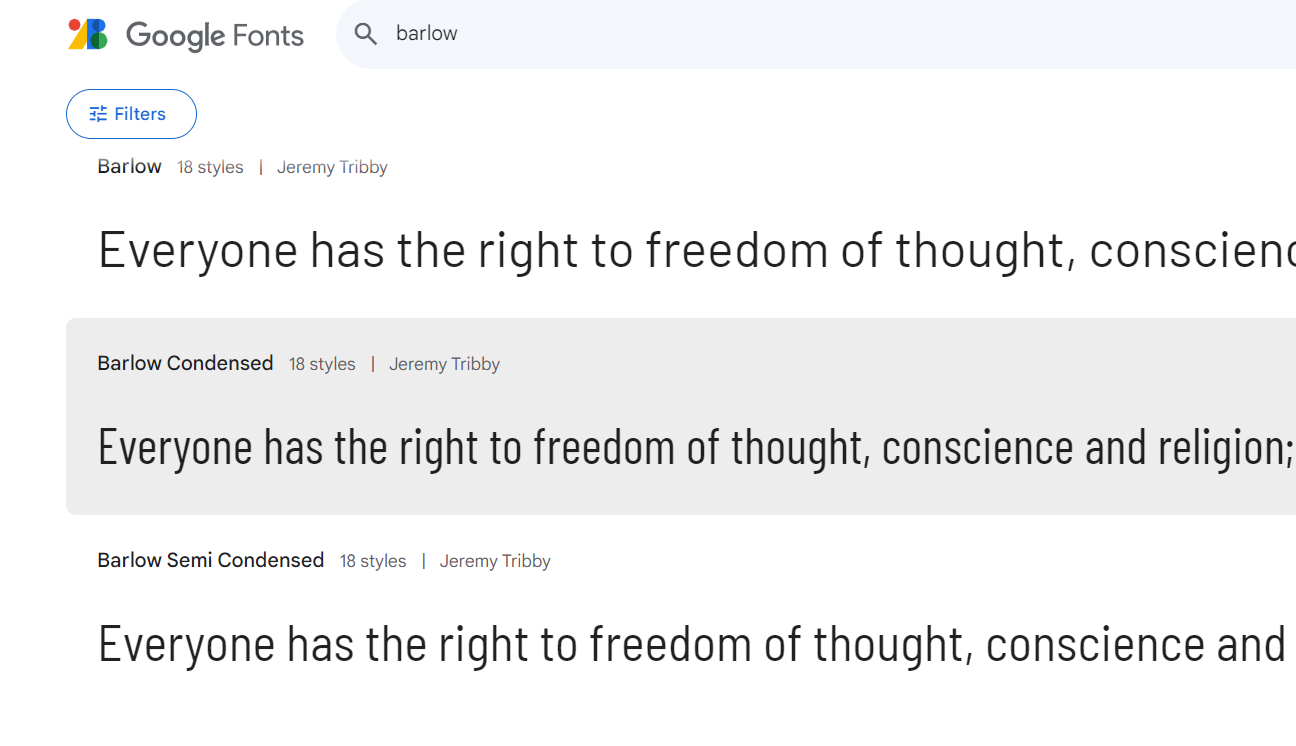 Google Fonts
barlow
Filters
Barlow 18 styles | Jeremy Tribby
Everyone has the right to freedom of thought, conscienc
Barlow Condensed 18 styles | Jeremy Tribby
Everyone has the right to freedom of thought, conscience and religion;
Barlow Semi Condensed 18 styles | Jeremy Tribby
Everyone has the right to freedom of thought, conscience and